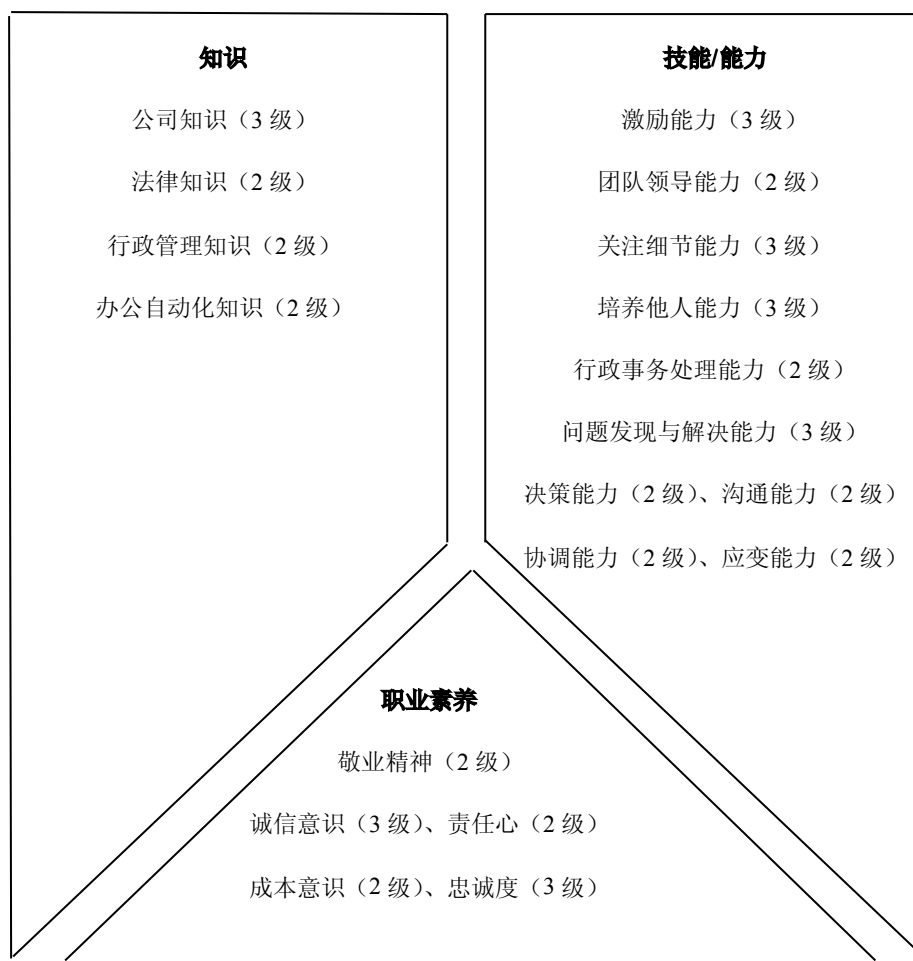 知识
公司知识（3 级）
法律知识（2 级）
行政管理知识（2 级）
办公自动化知识（2 级）
技能/能力
激励能力（3 级）
团队领导能力（2 级）
关注细节能力（3 级）
培养他人能力（3 级）
行政事务处理能力（2 级）
问题发现与解决能力（3 级）
决策能力（2 级）、沟通能力（2 级）
协调能力（2 级）、应变能力（2 级）
职业素养
敬业精神（2 级）
诚信意识（3 级）、责任心（2 级）
成本意识（2 级）、忠诚度（3 级）